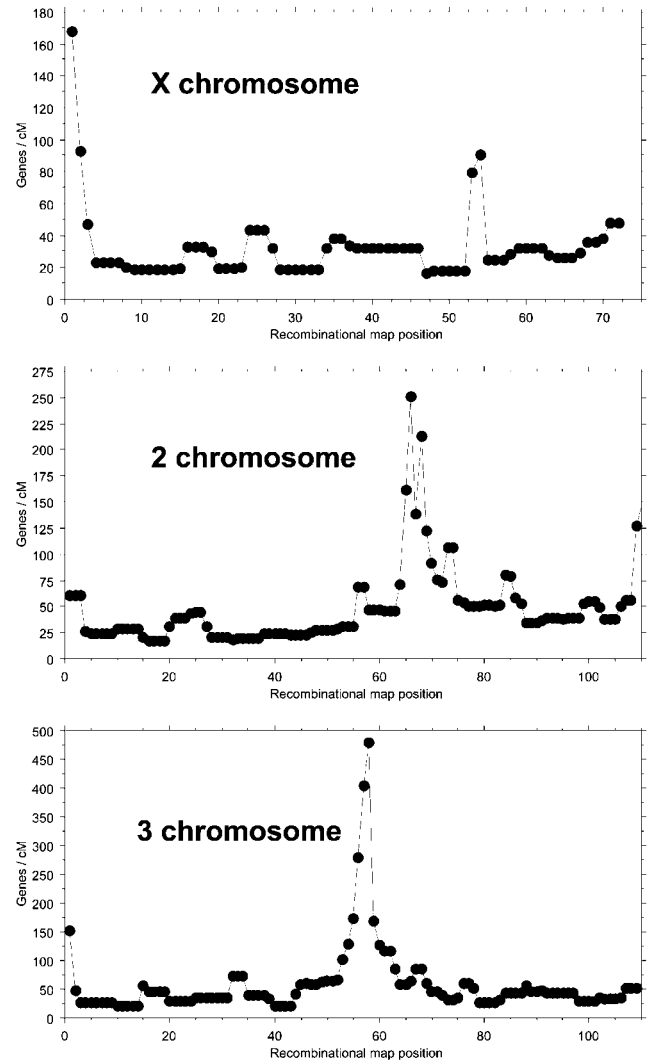 180
160
140
120
100
80
60
40
20
0
Genes / cM
X chromosome
0 10 20 30 40 50 60 70
Recombinational map position
275
250
225
200
175
150
125
100
75
50
25
0
Genes / cM
2 chromosome
0 20 40 60 80 100
Recombinational map position
500
450
400
350
300
250
200
150
100
50
0
Genes / cM
3 chromosome
0 20 40 60 80 100
Recombinational map position